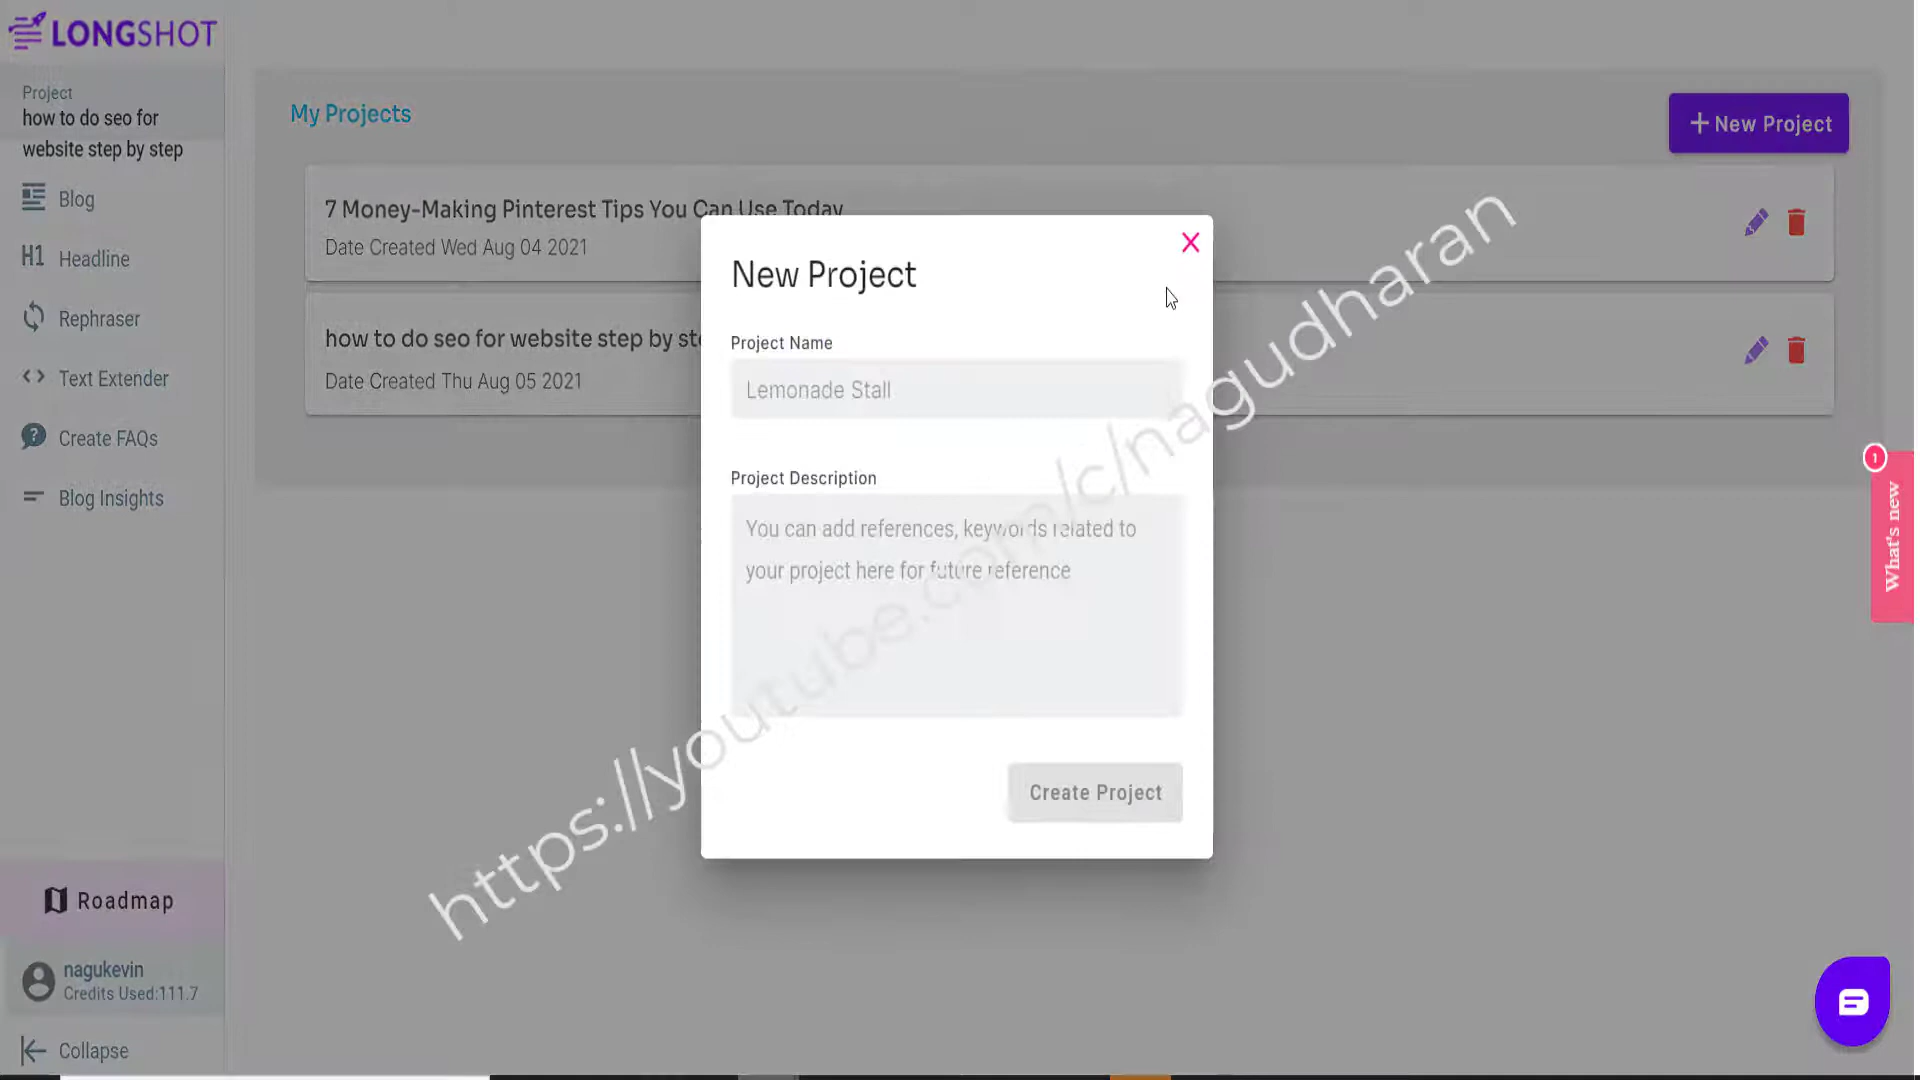 LONGSHOT
Project
how to do seo for
website step by step
Blog
H1 Headline
Rephraser
Text Extender
Create FAQs
Blog Insights
Roadmap
nagukevin
Credits Used:111.7
Collapse
My Projects
+ New Project
7 Money-Making Pinterest Tips You Can Use Today
Date Created Wed Aug 04 2021
how to do seo for website step by
Date Created Thu Aug 05 2021
New Project
Project Name
Lemonade Stall
Project Description
You can add references, keywords related to
your project here for future reference
Create Project
1
What's new
https://youtube.com/c/nagudharan